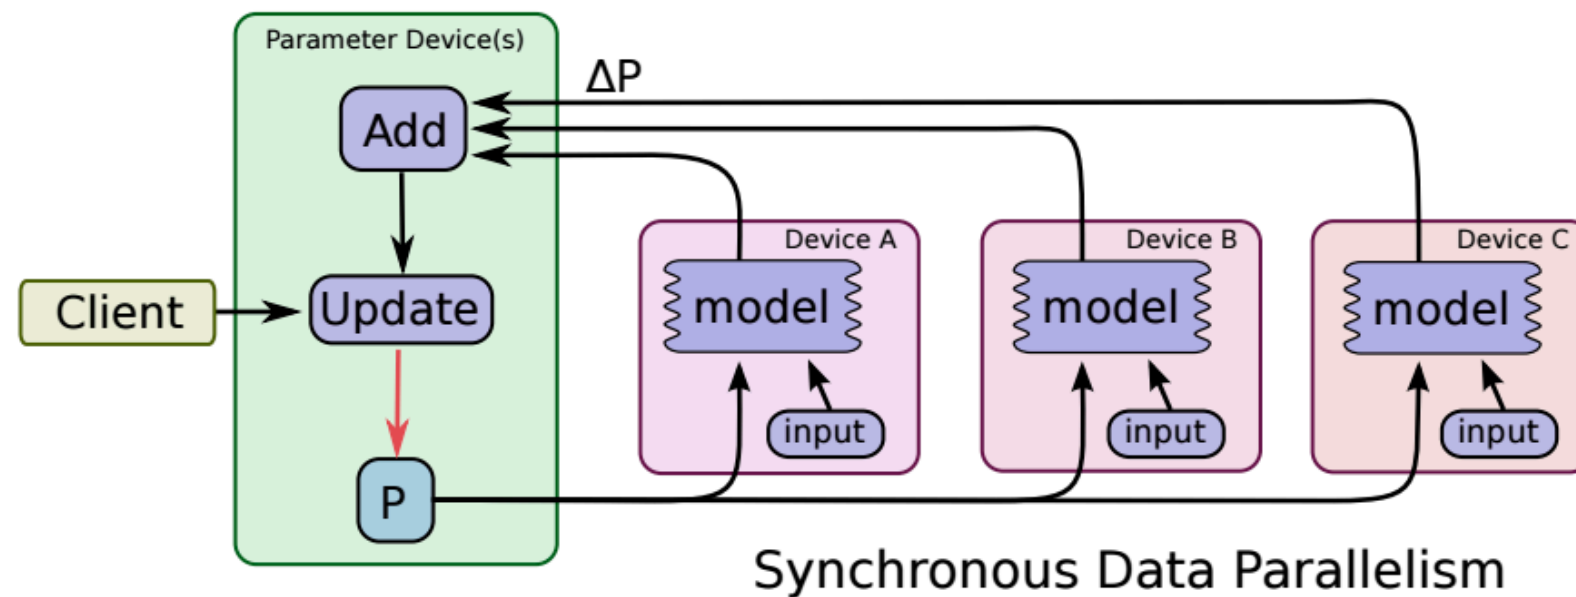 Parameter Device(s)
ΔP
Add
Device A
Device B
Device C
Client
Update
model
model
model
input
input
input
P
Synchronous Data Parallelism